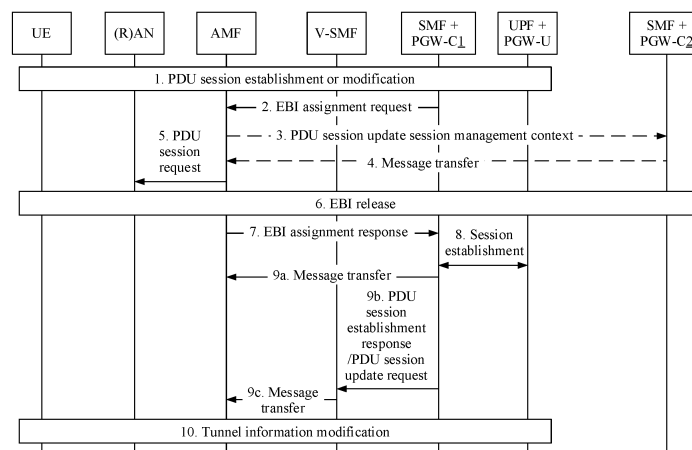 UE
(R)AN
AMF
V-SMF
SMF +
PGW-C1
UPF +
PGW-U
SMF +
PGW-C2
1. PDU session establishment or modification
2. EBI assignment request
3. PDU session update session management context
4. Message transfer
5. PDU
session
request
6. EBI release
7. EBI assignment response
8. Session
establishment
9a. Message transfer
9b. PDU
session
establishment
response
/PDU session
update request
9c. Message
transfer
10. Tunnel information modification